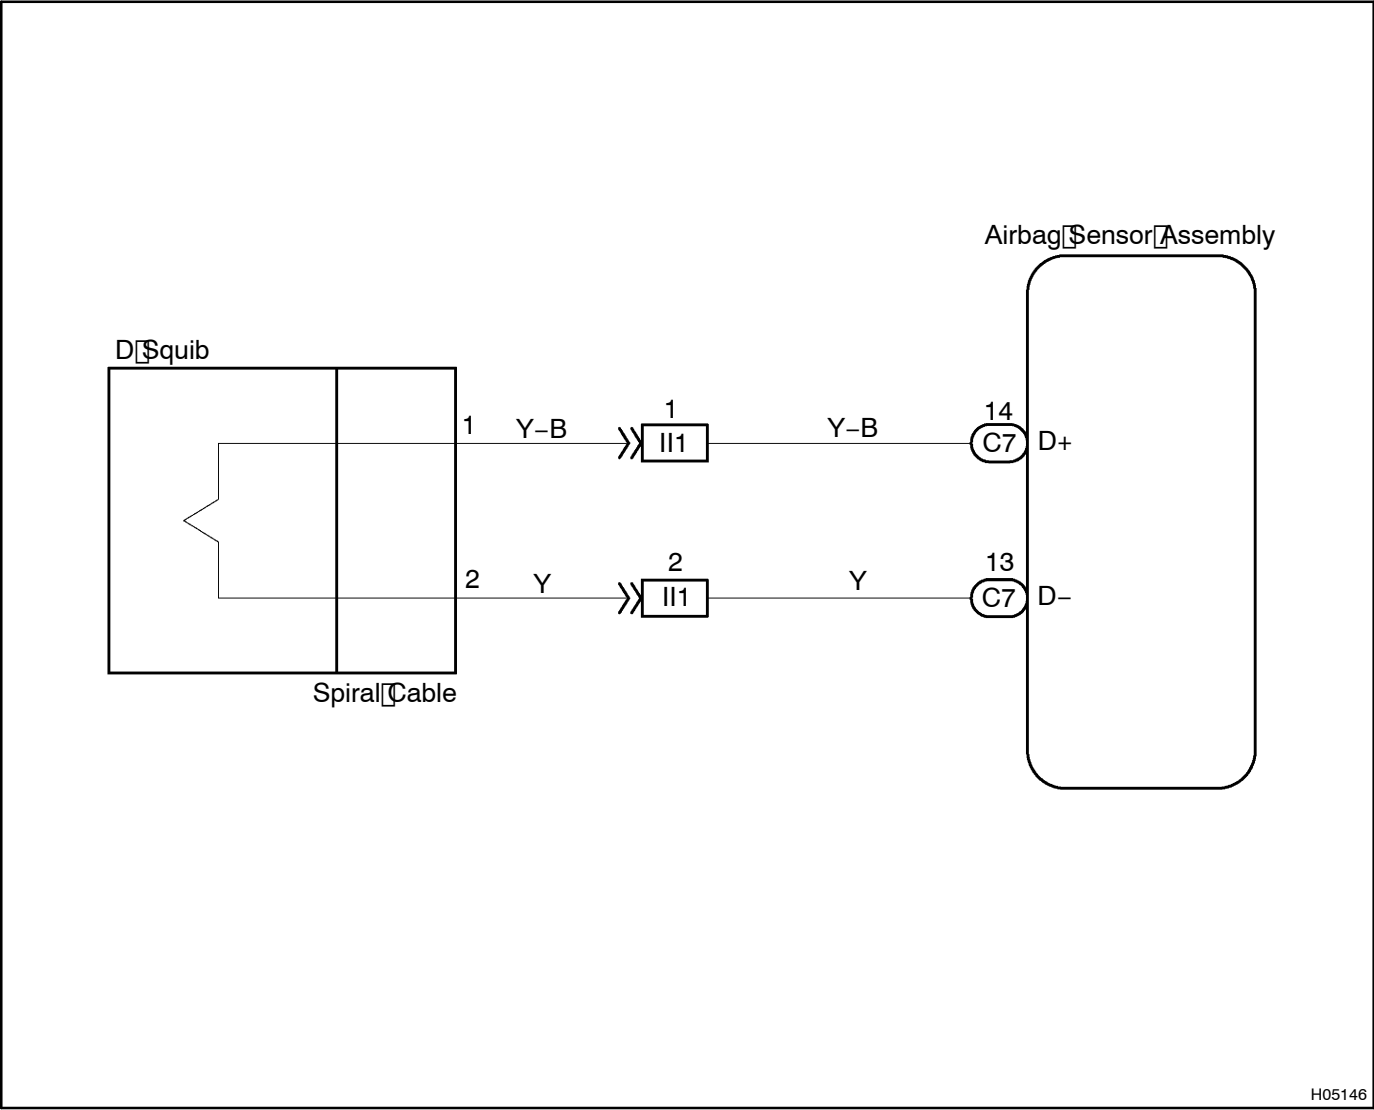 Airbag Sensor Assembly
D Squib
1 Y−B 1 II1 Y−B 14 C7 D+
2 Y 2 II1 Y 13 C7 D−
Spiral Cable
H05146